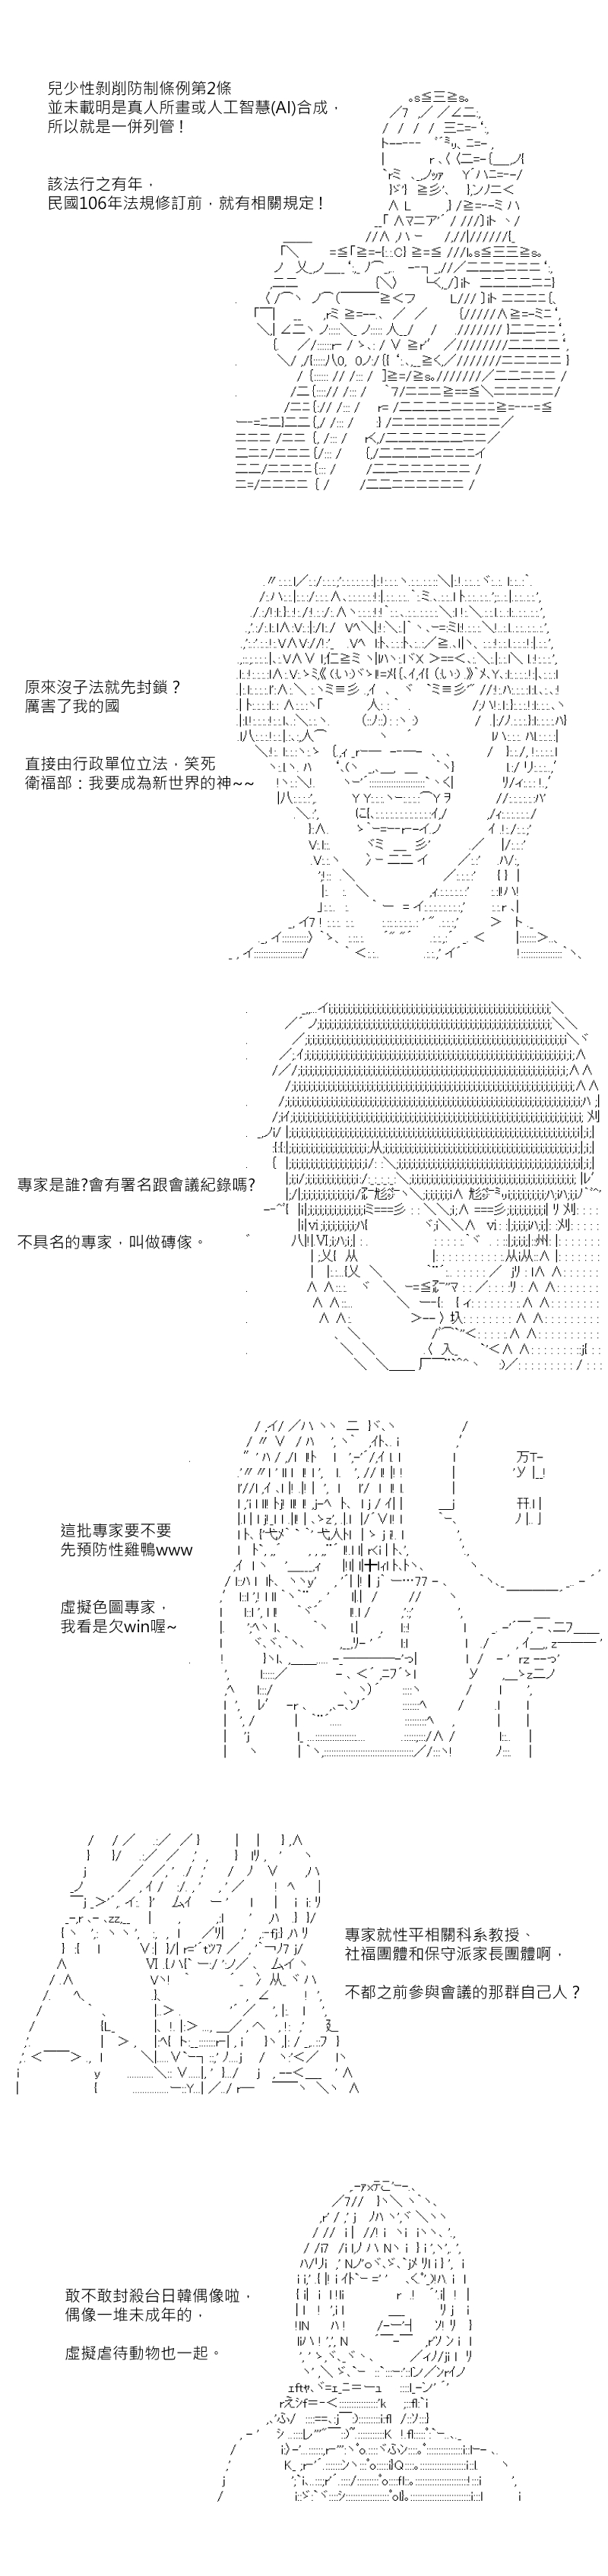 兒少性剝削防制條例第2條
並未載明是真人所畫或人工智慧(AI)合成，
所以就是一併列管！
該法行之有年，
民國106年法規修訂前，就有相關規定！
原來沒子法就先封鎖？
厲害了我的國
直接由行政單位立法，笑死
衛福部：我要成為新世界的神~~
專家是誰?會有署名跟會議紀錄嗎?
不具名的專家，叫做磚傢。
這批專家要不要
先預防性雞鴨www
虛擬色圖專家，
我看是欠win喔~
專家就性平相關科系教授、
社福團體和保守派家長團體啊，
不都之前參與會議的那群自己人？
敢不敢封殺台日韓偶像啦，
偶像一堆未成年的，
虛擬虐待動物也一起。